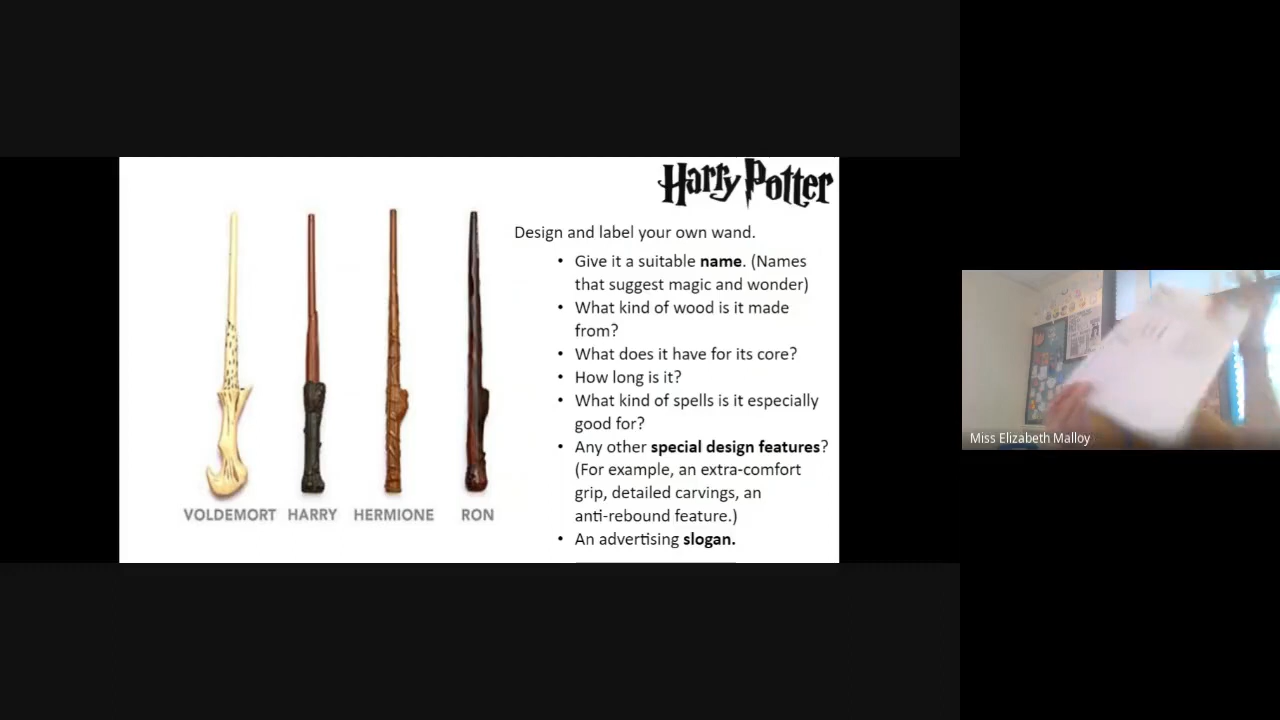 Harry Potter
Design and label your own wand.
• Give it a suitable name. (Names
that suggest magic and wonder)
• What kind of wood is it made
from?
• What does it have for its core?
• How long is it?
• What kind of spells is it especially
good for?
• Any other special design features?
(For example, an extra-comfort
grip, detailed carvings, an
anti-rebound feature.)
• An advertising slogan.
VOLDEMORT HARRY HERMIONE RON
Miss Elizabeth Malloy